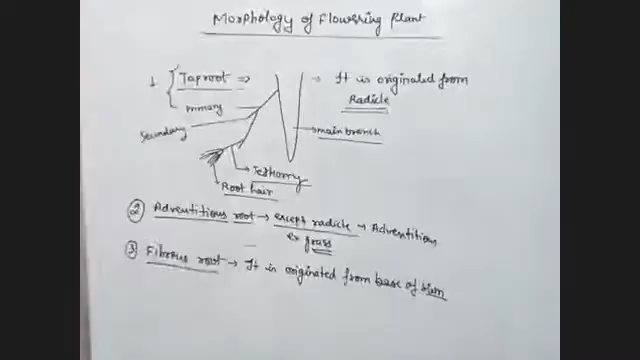 Morphology of Flowering Plant
1 Taproot ⇒ → It is originated from
Radicle
primary
Secondary
main branch
Tertiary
Root hair
② Adventitious root → except radicle → Adventitious
ex grass
③ Fibrous root → It is originated from base of stem